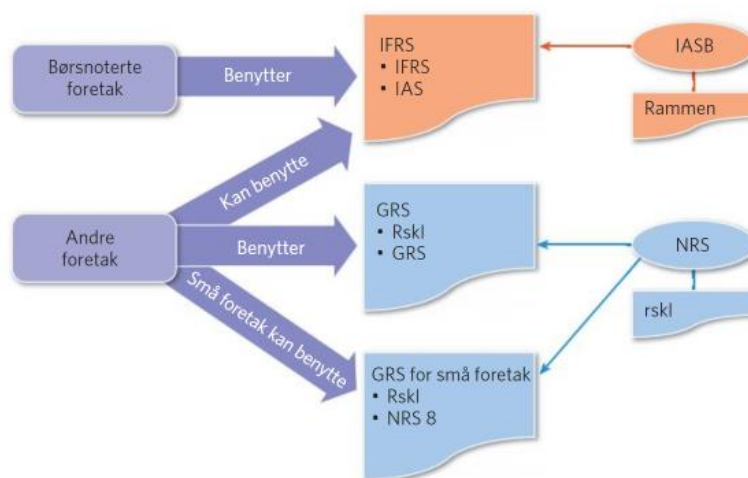 Børsnoterte
foretak
Benytter
IFRS
▪ IFRS
▪ IAS
IASB
Rammen
Kan benytte
Andre
foretak
Benytter
GRS
▪ Rskl
▪ GRS
NRS
rskl
Små foretak kan benytte
GRS for små foretak
▪ Rskl
▪ NRS 8